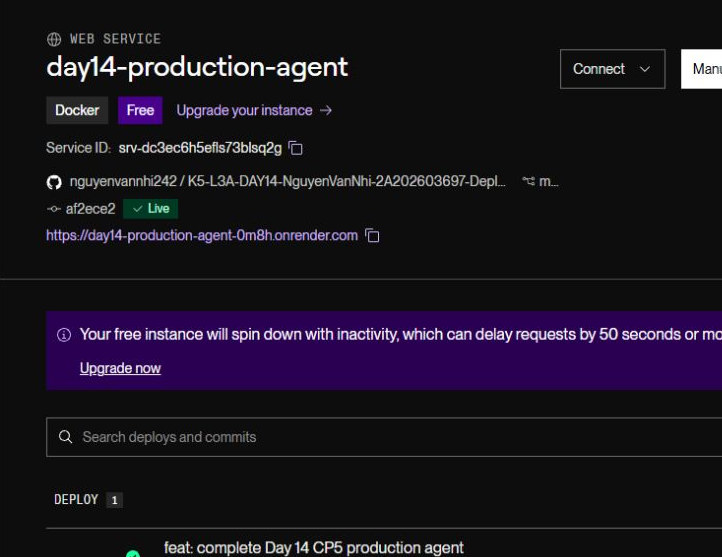 WEB SERVICE
day14-production-agent
Connect
Manu
Docker Free Upgrade your instance →
Service ID: srv-dc3ec6h5efls73blsq2g
nguyenvannhi242 / K5-L3A-DAY14-NguyenVanNhi-2A202603697-Depl... m...
af2ece2 ✓ Live
https://day14-production-agent-0m8h.onrender.com
Your free instance will spin down with inactivity, which can delay requests by 50 seconds or mo
Upgrade now
Search deploys and commits
DEPLOY 1
feat: complete Day 14 CP5 production agent